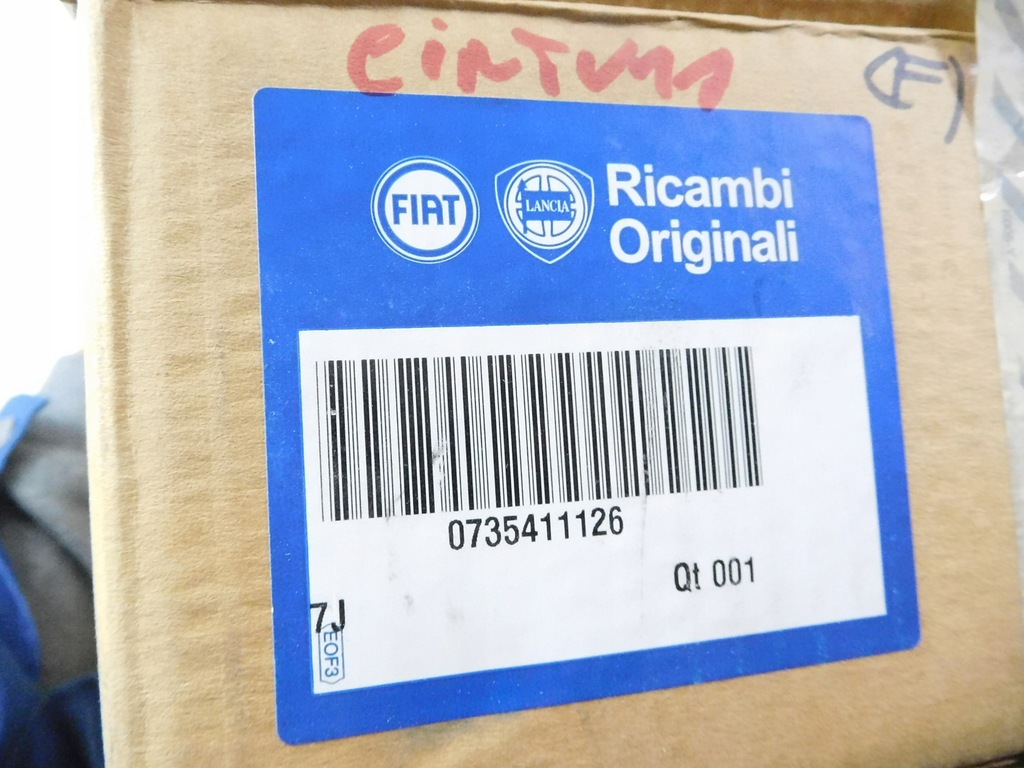 CINTURA
(F)
FIAT
LANCIA
Ricambi
Originali
0735411126
Qt 001
7J
EOF3